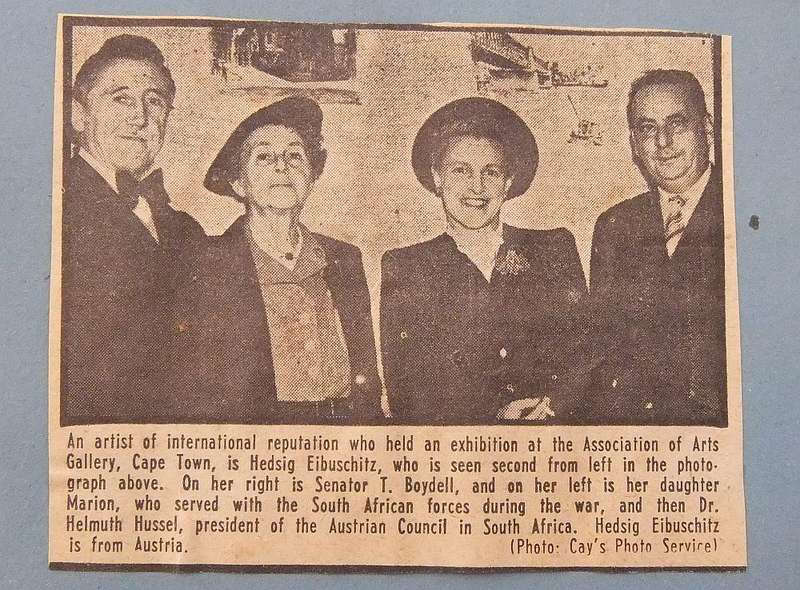 An artist of international reputation who held an exhibition at the Association of Arts
Gallery, Cape Town, is Hedsig Eibuschitz, who is seen second from left in the photo-
graph above. On her right is Senator T. Boydell, and on her left is her daughter
Marion, who served with the South African forces during the war, and then Dr.
Helmuth Hussel, president of the Austrian Council in South Africa. Hedsig Eibuschitz
is from Austria. (Photo: Cay's Photo Service)